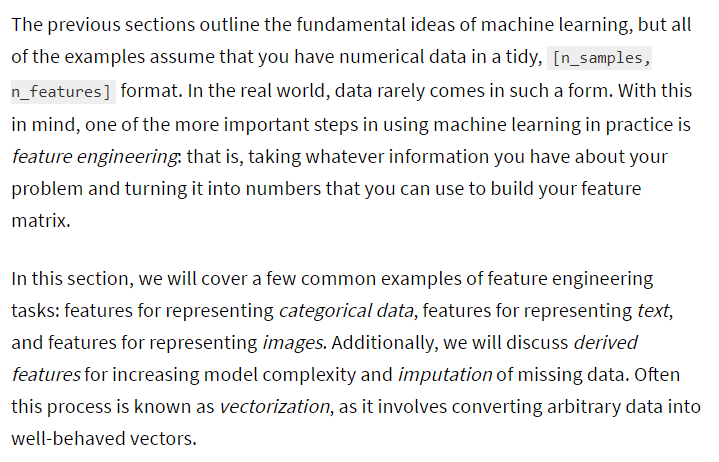 The previous sections outline the fundamental ideas of machine learning, but all
of the examples assume that you have numerical data in a tidy, [n_samples,
n_features] format. In the real world, data rarely comes in such a form. With this
in mind, one of the more important steps in using machine learning in practice is
feature engineering: that is, taking whatever information you have about your
problem and turning it into numbers that you can use to build your feature
matrix.
In this section, we will cover a few common examples of feature engineering
tasks: features for representing categorical data, features for representing text,
and features for representing images. Additionally, we will discuss derived
features for increasing model complexity and imputation of missing data. Often
this process is known as vectorization, as it involves converting arbitrary data into
well-behaved vectors.